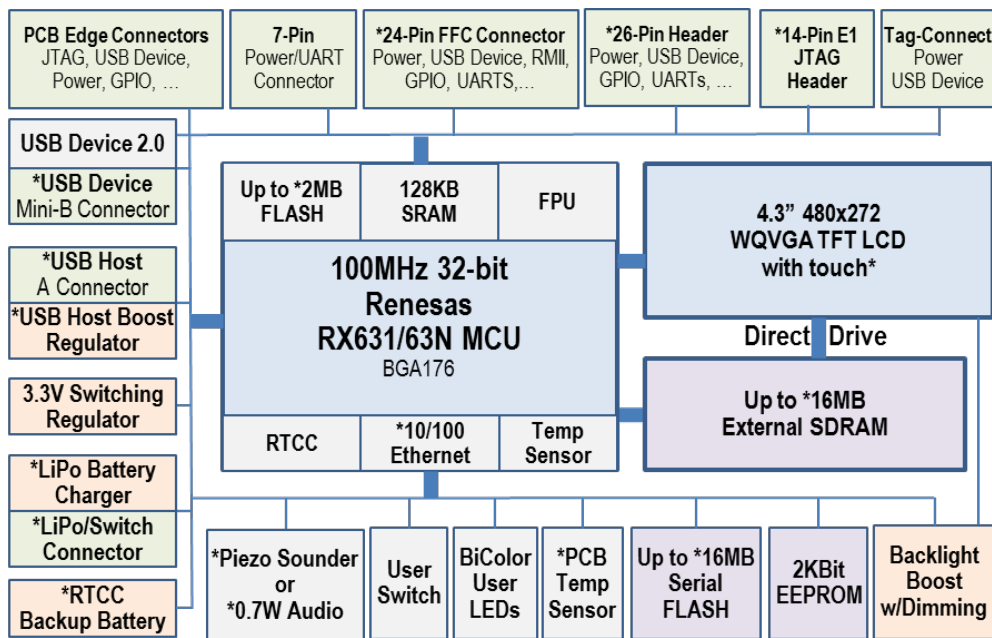 PCB Edge Connectors
JTAG, USB Device,
Power, GPIO, ...
7-Pin
Power/UART
Connector
*24-Pin FFC Connector
Power, USB Device, RMII,
GPIO, UARTS,...
*26-Pin Header
Power, USB Device,
GPIO, UARTs, ...
*14-Pin E1
JTAG
Header
Tag-Connect
Power
USB Device
USB Device 2.0
*USB Device
Mini-B Connector
*USB Host
A Connector
*USB Host Boost
Regulator
3.3V Switching
Regulator
*LiPo Battery
Charger
*LiPo/Switch
Connector
*RTCC
Backup Battery
Up to *2MB
FLASH
128KB
SRAM
FPU
100MHz 32-bit
Renesas
RX631/63N MCU
BGA176
RTCC
*10/100
Ethernet
Temp
Sensor
4.3” 480x272
WQVGA TFT LCD
with touch*
Direct Drive
Up to *16MB
External SDRAM
*Piezo Sounder
or
*0.7W Audio
User
Switch
BiColor
User
LEDs
*PCB
Temp
Sensor
Up to *16MB
Serial
FLASH
2KBit
EEPROM
Backlight
Boost
w/Dimming